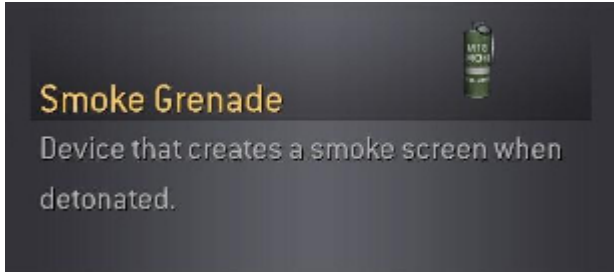 Smoke Grenade
Device that creates a smoke screen when
detonated.